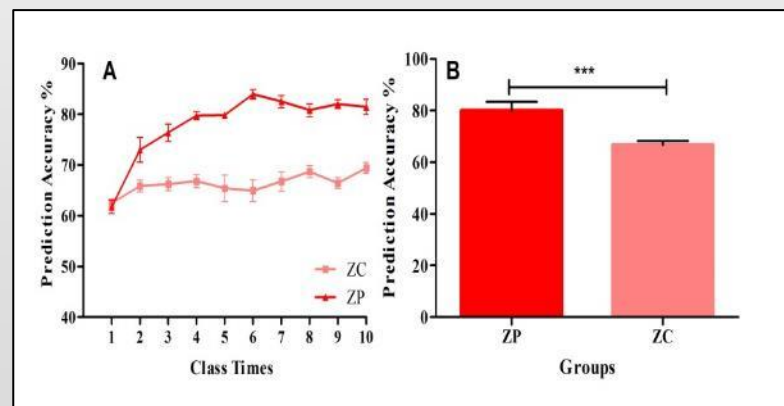 A
Prediction Accuracy %
90
80
70
60
50
40
ZC
ZP
1 2 3 4 5 6 7 8 9 10
Class Times
B
Prediction Accuracy %
100
80
60
40
20
0
***
ZP ZC
Groups